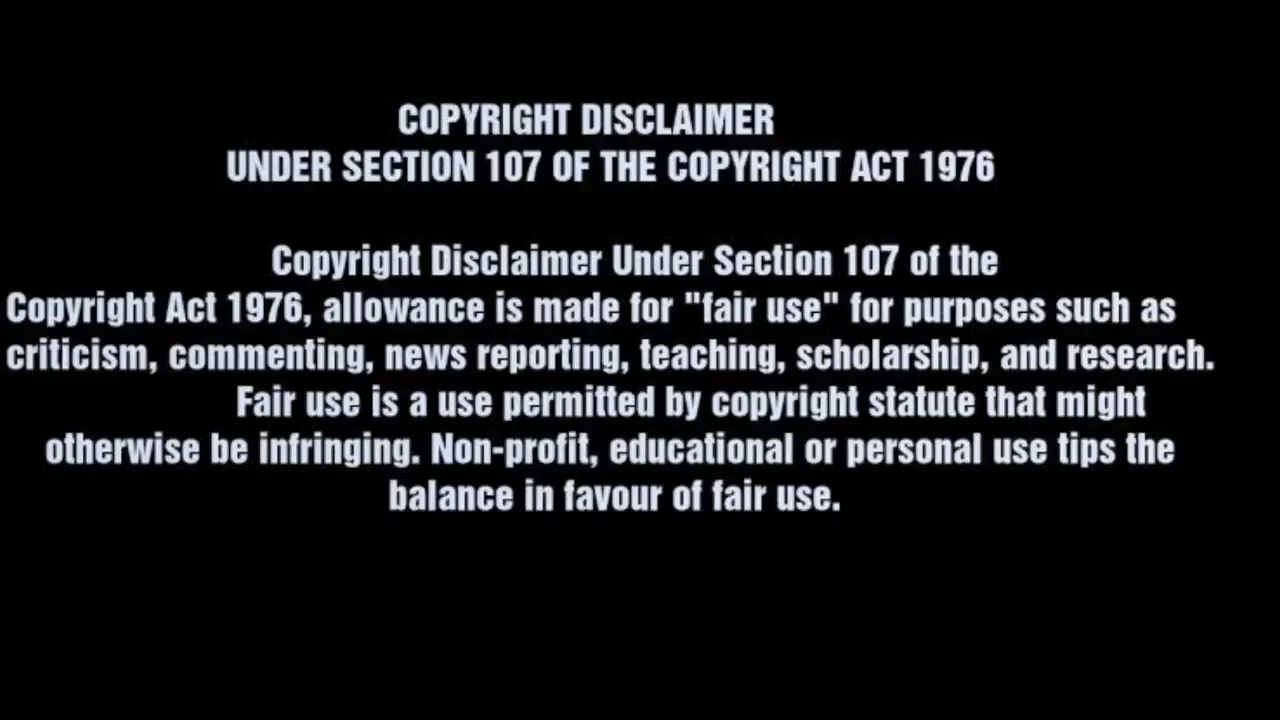 COPYRIGHT DISCLAIMER
UNDER SECTION 107 OF THE COPYRIGHT ACT 1976
Copyright Disclaimer Under Section 107 of the
Copyright Act 1976, allowance is made for "fair use" for purposes such as
criticism, commenting, news reporting, teaching, scholarship, and research.
Fair use is a use permitted by copyright statute that might
otherwise be infringing. Non-profit, educational or personal use tips the
balance in favour of fair use.